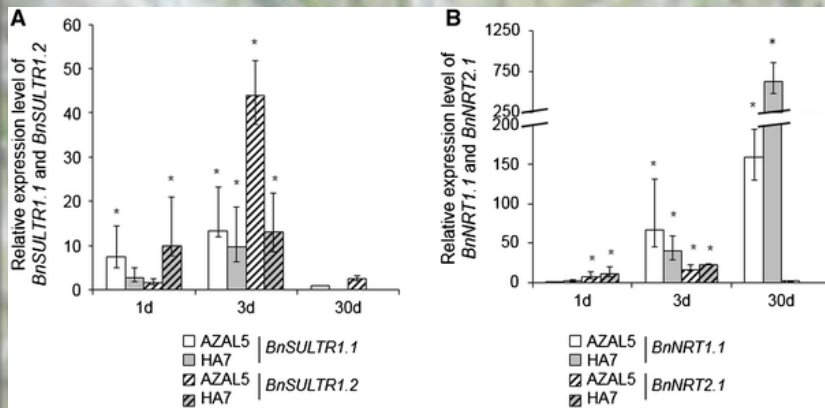 A
Relative expression level of
BnSULTR1.1 and BnSULTR1.2
60
50
40
30
20
10
0
*
*
*
*
*
*
1d
3d
30d
AZAL5
HA7
BnSULTR1.1
AZAL5
HA7
BnSULTR1.2
B
Relative expression level of
BnNRT1.1 and BnNRT2.1
1250
750
250
200
150
100
50
0
*
*
*
*
*
*
*
*
1d
3d
30d
AZAL5
HA7
BnNRT1.1
AZAL5
HA7
BnNRT2.1